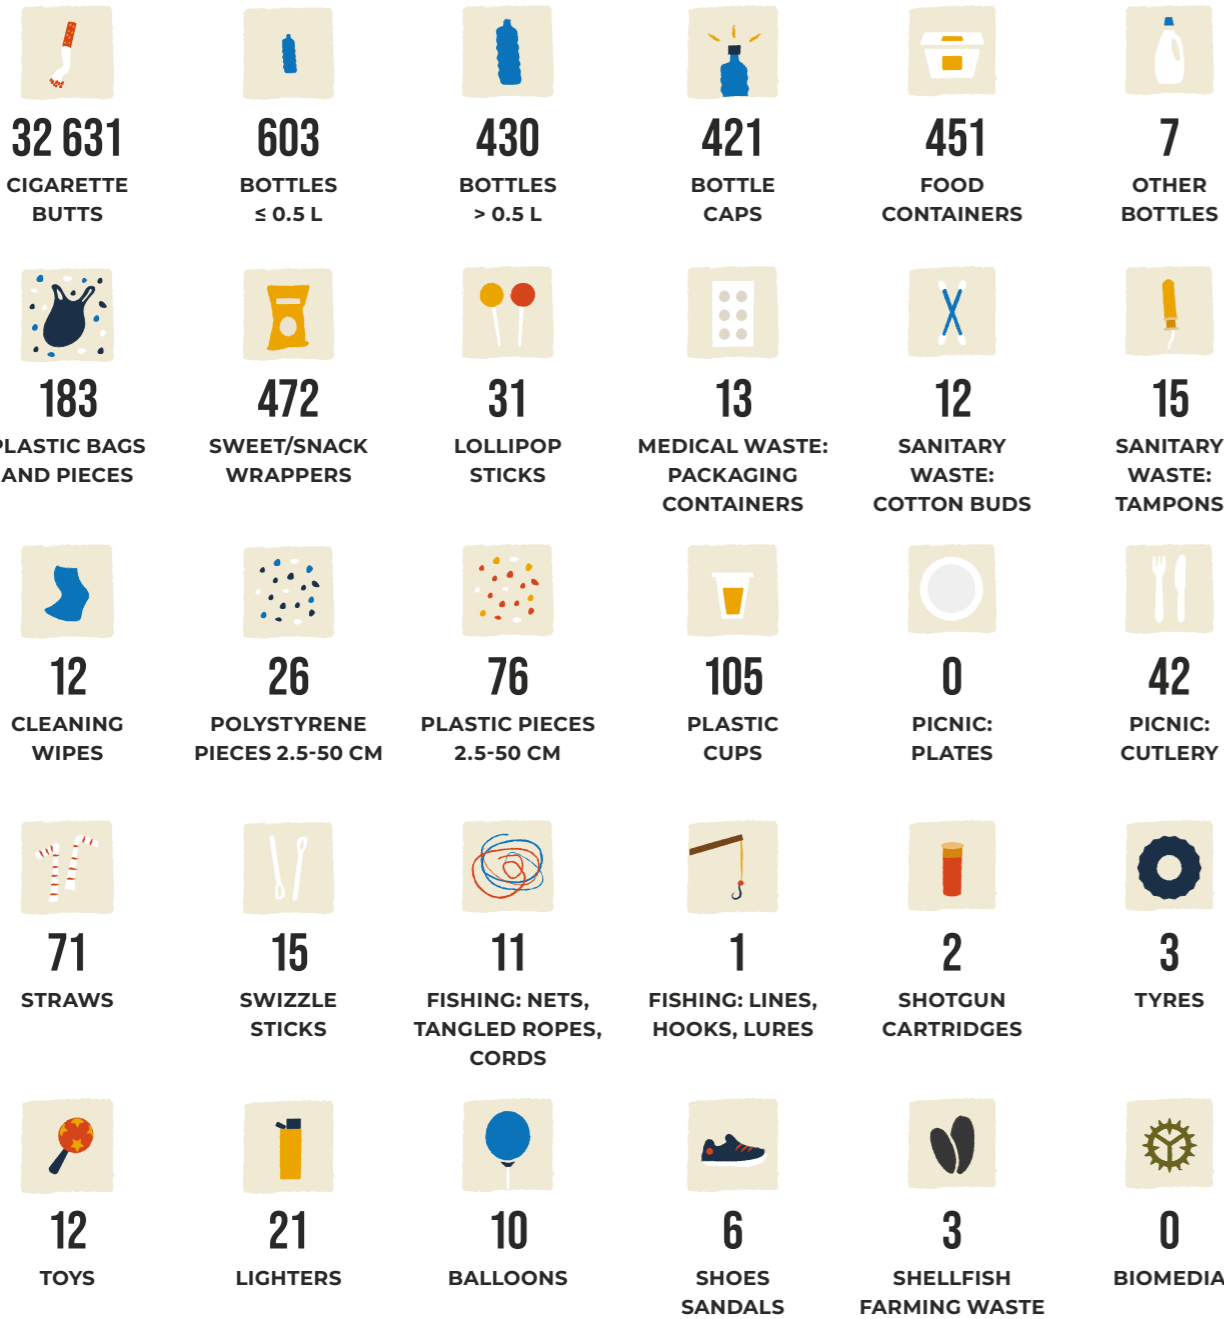 32 631
CIGARETTE
BUTTS
603
BOTTLES
≤ 0.5 L
430
BOTTLES
> 0.5 L
421
BOTTLE
CAPS
451
FOOD
CONTAINERS
7
OTHER
BOTTLES
183
PLASTIC BAGS
AND PIECES
472
SWEET/SNACK
WRAPPERS
31
LOLLIPOP
STICKS
13
MEDICAL WASTE:
PACKAGING
CONTAINERS
12
SANITARY
WASTE:
COTTON BUDS
15
SANITARY
WASTE:
TAMPONS
12
CLEANING
WIPES
26
POLYSTYRENE
PIECES 2.5-50 CM
76
PLASTIC PIECES
2.5-50 CM
105
PLASTIC
CUPS
0
PICNIC:
PLATES
42
PICNIC:
CUTLERY
71
STRAWS
15
SWIZZLE
STICKS
11
FISHING: NETS,
TANGLED ROPES,
CORDS
1
FISHING: LINES,
HOOKS, LURES
2
SHOTGUN
CARTRIDGES
3
TYRES
12
TOYS
21
LIGHTERS
10
BALLOONS
6
SHOES
SANDALS
3
SHELLFISH
FARMING WASTE
0
BIOMEDIA